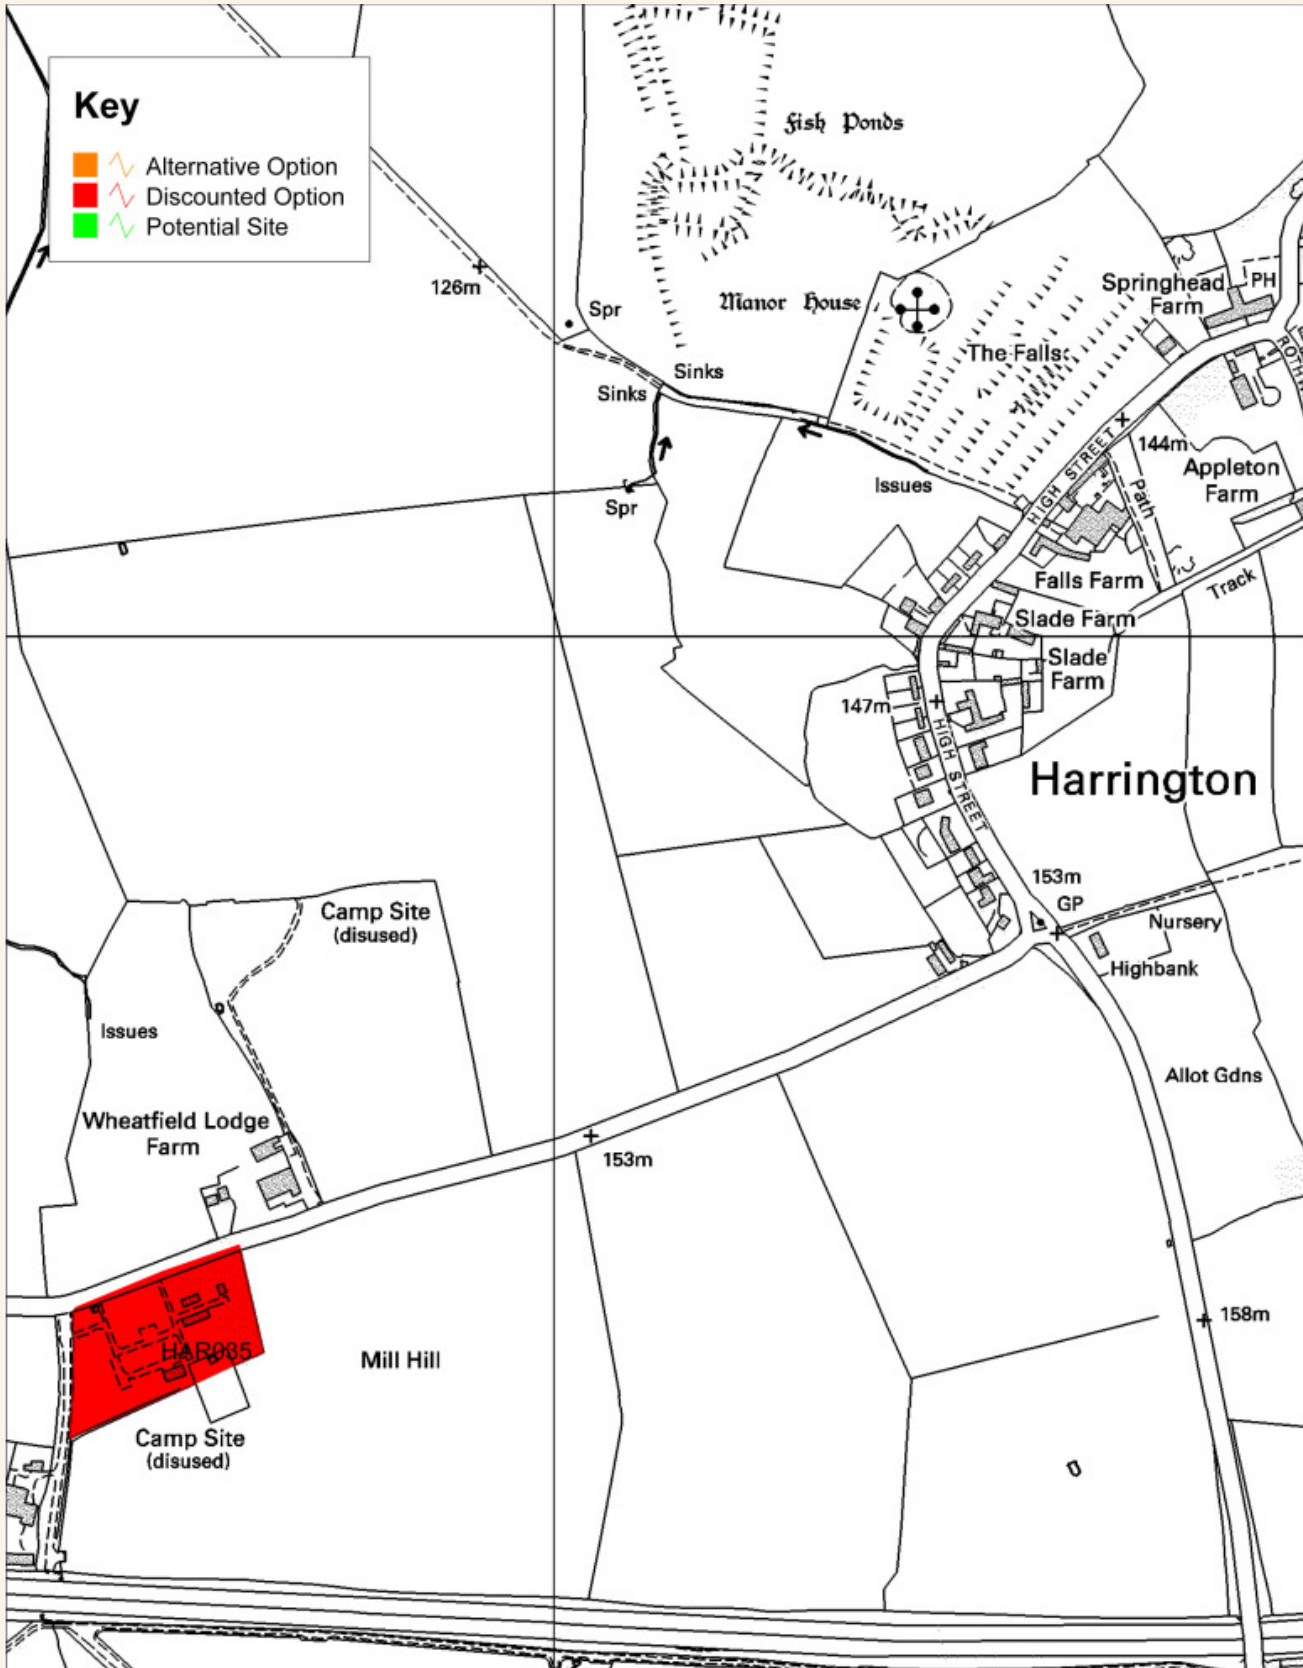 Key
Alternative Option
Discounted Option
Potential Site
Fish Ponds
126m
Spr
Manor House
Springhead
Farm
PH
The Falls
Sinks
Sinks
HIGH STREET
144m
Appleton
Farm
Path
Issues
Spr
Falls Farm
Track
Slade Farm
Slade
Farm
147m
HIGH STREET
Harrington
153m
GP
Nursery
Highbank
Camp Site
(disused)
Issues
Allot Gdns
Wheatfield Lodge
Farm
153m
158m
HAR035
Mill Hill
Camp Site
(disused)